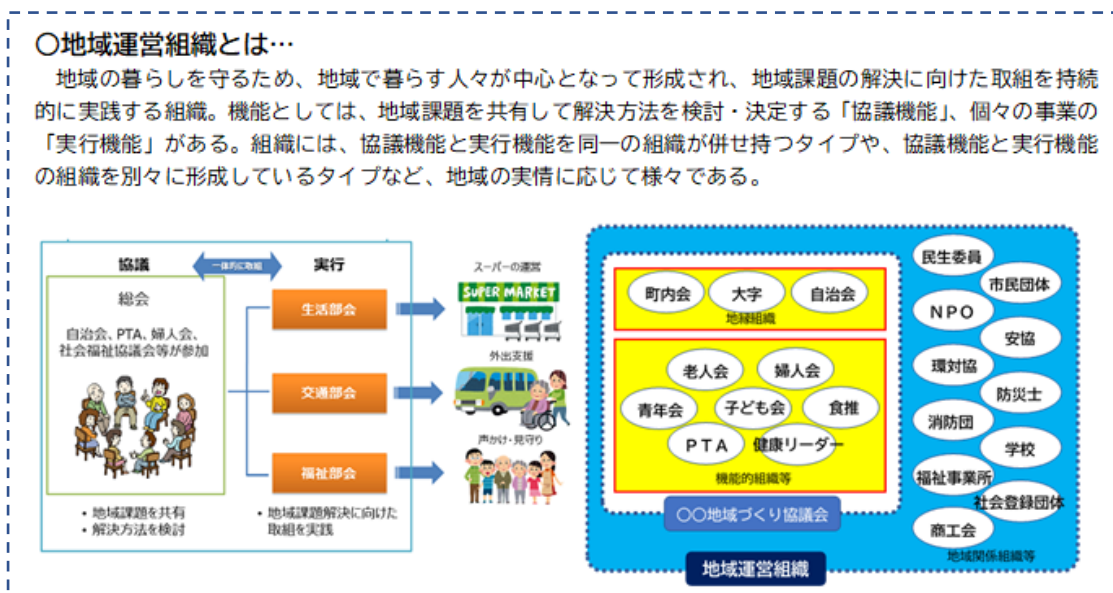 〇地域運営組織とは…
地域の暮らしを守るため、地域で暮らす人々が中心となって形成され、地域課題の解決に向けた取組を持続
的に実践する組織。機能としては、地域課題を共有して解決方法を検討・決定する「協議機能」、個々の事業の
「実行機能」がある。組織には、協議機能と実行機能を同一の組織が併せ持つタイプや、協議機能と実行機能
の組織を別々に形成しているタイプなど、地域の実情に応じて様々である。
協議
一体的に取組
実行
総会
自治会、PTA、婦人会、
社会福祉協議会等が参加
・地域課題を共有
・解決方法を検討
生活部会
交通部会
福祉部会
・地域課題解決に向けた
取組を実践
スーパーの運営
SUPER MARKET
外出支援
声かけ・見守り
町内会
大字
自治会
地縁組織
老人会
婦人会
青年会
子ども会
食推
PTA
健康リーダー
機能的組織等
〇〇地域づくり協議会
地域運営組織
民生委員
市民団体
NPO
安協
環対協
防災士
消防団
学校
福祉事業所
社会登録団体
商工会
地域関係組織等